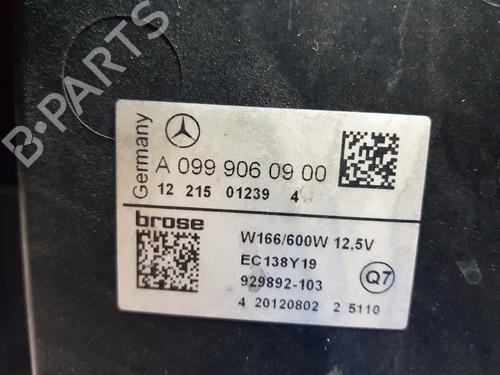 B-PARTS
Germany
A 099 906 09 00
12 215 01239 4
brose
W166/600W 12,5V
EC138Y19
929892-103
Q7
4 20120802 2 5110